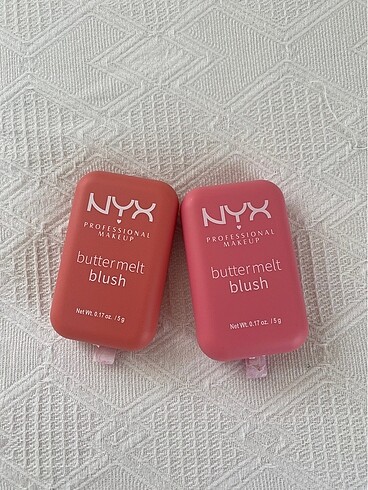 NYX
PROFESSIONAL
MAKEUP
buttermelt
blush
Net Wt. 0.17 oz. / 5 g
NYX
PROFESSIONAL
MAKEUP
buttermelt
blush
Net Wt. 0.17 oz. / 5 g